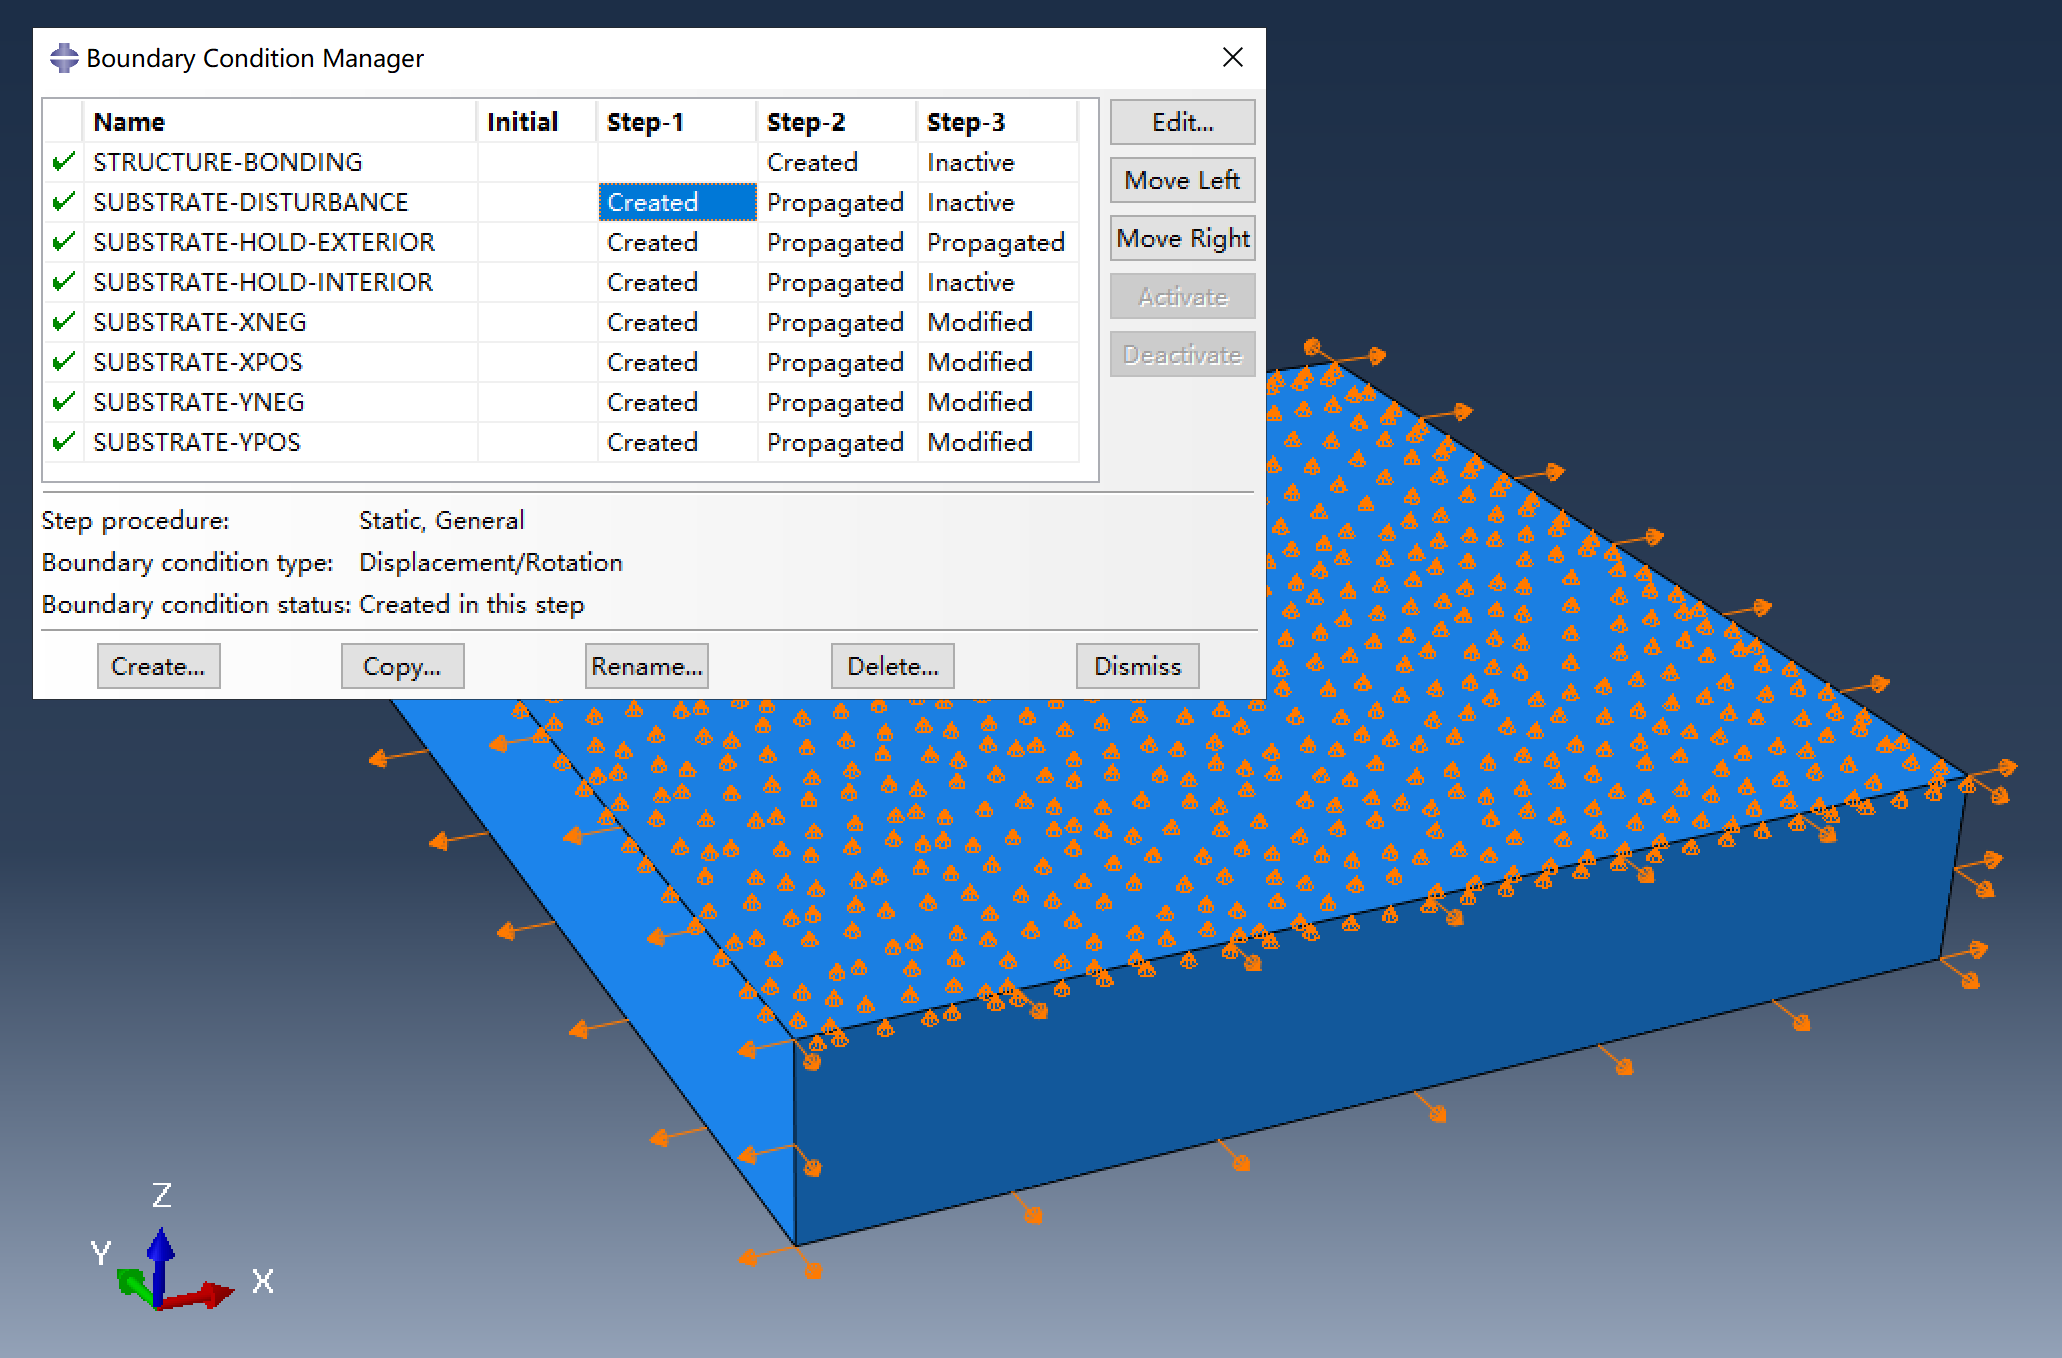 Boundary Condition Manager
Name Initial Step-1 Step-2 Step-3
STRUCTURE-BONDING Created Inactive
SUBSTRATE-DISTURBANCE Created Propagated Inactive
SUBSTRATE-HOLD-EXTERIOR Created Propagated Propagated
SUBSTRATE-HOLD-INTERIOR Created Propagated Inactive
SUBSTRATE-XNEG Created Propagated Modified
SUBSTRATE-XPOS Created Propagated Modified
SUBSTRATE-YNEG Created Propagated Modified
SUBSTRATE-YPOS Created Propagated Modified
Edit...
Move Left
Move Right
Activate
Deactivate
Step procedure: Static, General
Boundary condition type: Displacement/Rotation
Boundary condition status: Created in this step
Create... Copy... Rename... Delete... Dismiss
Z
Y
X